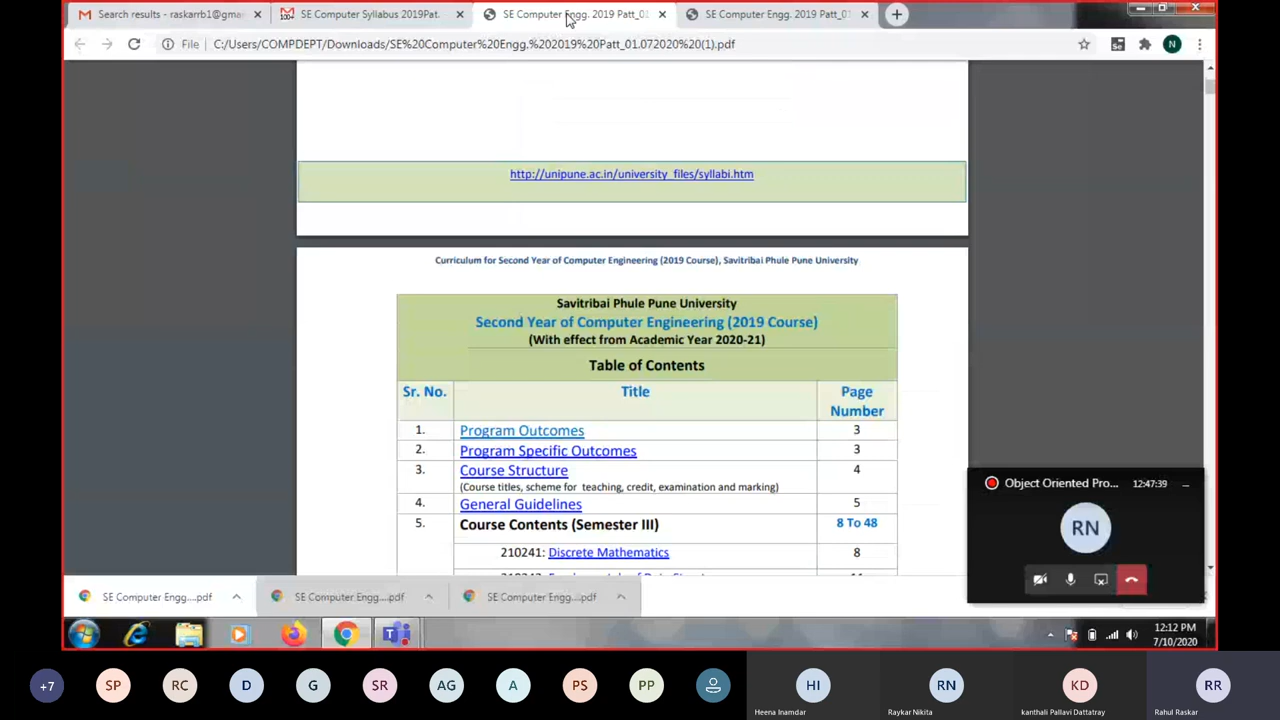 Search results - raskarrb1@gma
SE Computer Syllabus 2019Pat.
SE Computer Engg. 2019 Patt_01
SE Computer Engg. 2019 Patt_01
File
C:/Users/COMPDEPT/Downloads/SE%20Computer%20Engg.%202019%20Patt_01.072020%20(1).pdf
http://unipune.ac.in/university_files/syllabi.htm
Curriculum for Second Year of Computer Engineering (2019 Course), Savitribai Phule Pune University
Savitribai Phule Pune University
Second Year of Computer Engineering (2019 Course)
(With effect from Academic Year 2020-21)
Table of Contents
Sr. No. Title Page Number
1. Program Outcomes 3
2. Program Specific Outcomes 3
3. Course Structure 4
(Course titles, scheme for teaching, credit, examination and marking)
4. General Guidelines 5
5. Course Contents (Semester III) 8 To 48
210241: Discrete Mathematics 8
Object Oriented Pro... 12:47:39
RN
SE Computer Engg....pdf
SE Computer Engg....pdf
SE Computer Engg....pdf
12:12 PM
7/10/2020
+7 SP RC D G SR AG A PS PP HI RN KD RR
Heena Inamdar
Raykar Nikita
kanthali Pallavi Dattatray
Rahul Raskar